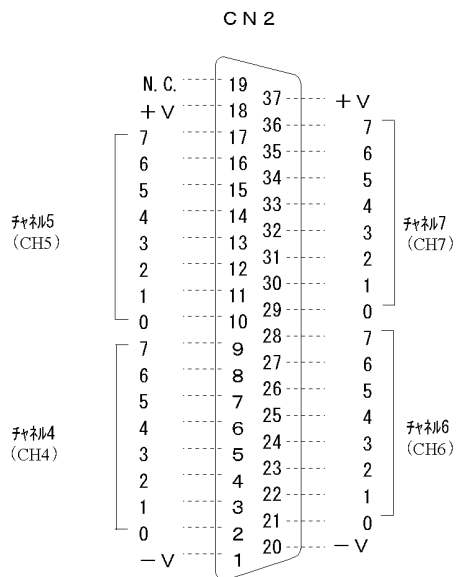 CN2
N.C. 19
37 +V
+V 18
36 7
7 17
35 6
6 16
34 5
5 15
33 4
4 14
チャネル5
(CH5)
チャネル7
(CH7)
32 3
3 13
31 2
2 12
30 1
1 11
29 0
0 10
28 7
7 9
27 6
6 8
26 5
5 7
25 4
4 6
チャネル4
(CH4)
チャネル6
(CH6)
24 3
3 5
23 2
2 4
22 1
1 3
21 0
0 2
20 -V
-V 1